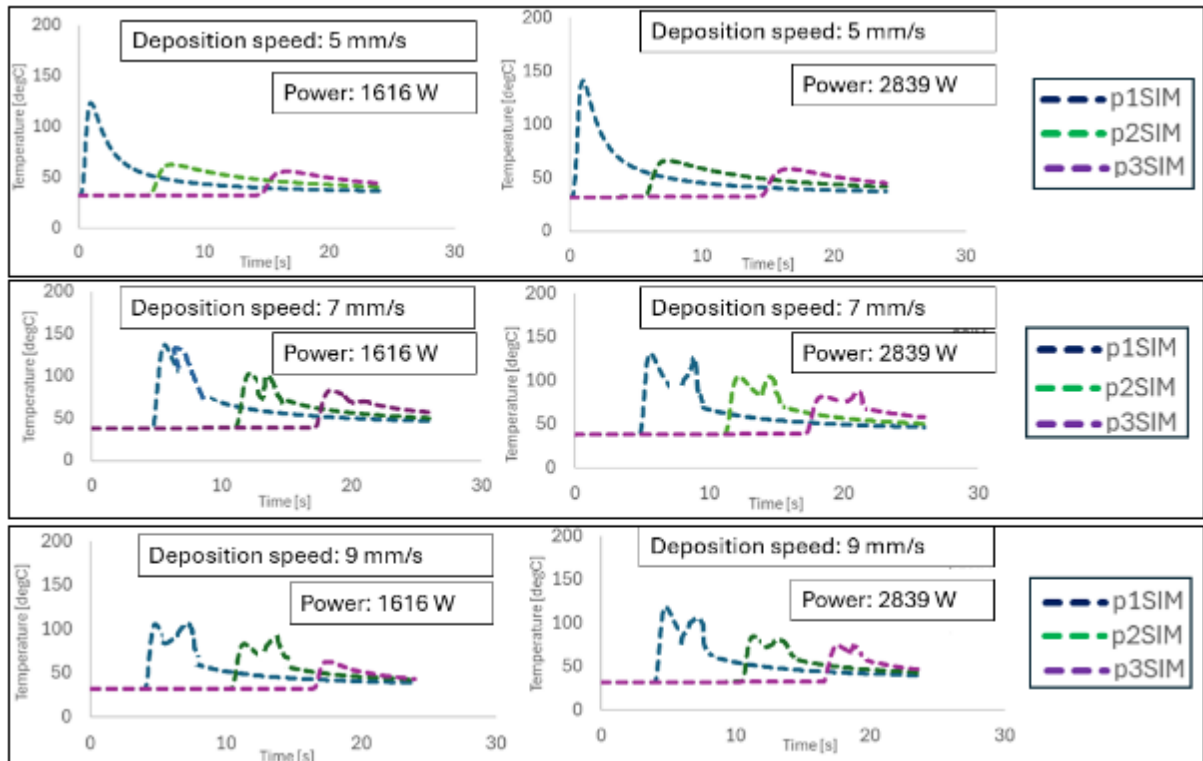 200
150
100
50
0
0
10
20
30
Temperature [degC]
Time [s]
Deposition speed: 5 mm/s
Power: 1616 W
200
150
100
50
0
0
10
20
30
Temperature [degC]
Time [s]
Deposition speed: 5 mm/s
Power: 2839 W
p1SIM
p2SIM
p3SIM
200
150
100
50
0
0
10
20
30
Temperature [degC]
Time [s]
Deposition speed: 7 mm/s
Power: 1616 W
200
150
100
50
0
0
10
20
30
Temperature [degC]
Time [s]
Deposition speed: 7 mm/s
Power: 2839 W
p1SIM
p2SIM
p3SIM
200
150
100
50
0
0
10
20
30
Temperature [degC]
Time [s]
Deposition speed: 9 mm/s
Power: 1616 W
200
150
100
50
0
0
10
20
30
Temperature [degC]
Time [s]
Deposition speed: 9 mm/s
Power: 2839 W
p1SIM
p2SIM
p3SIM